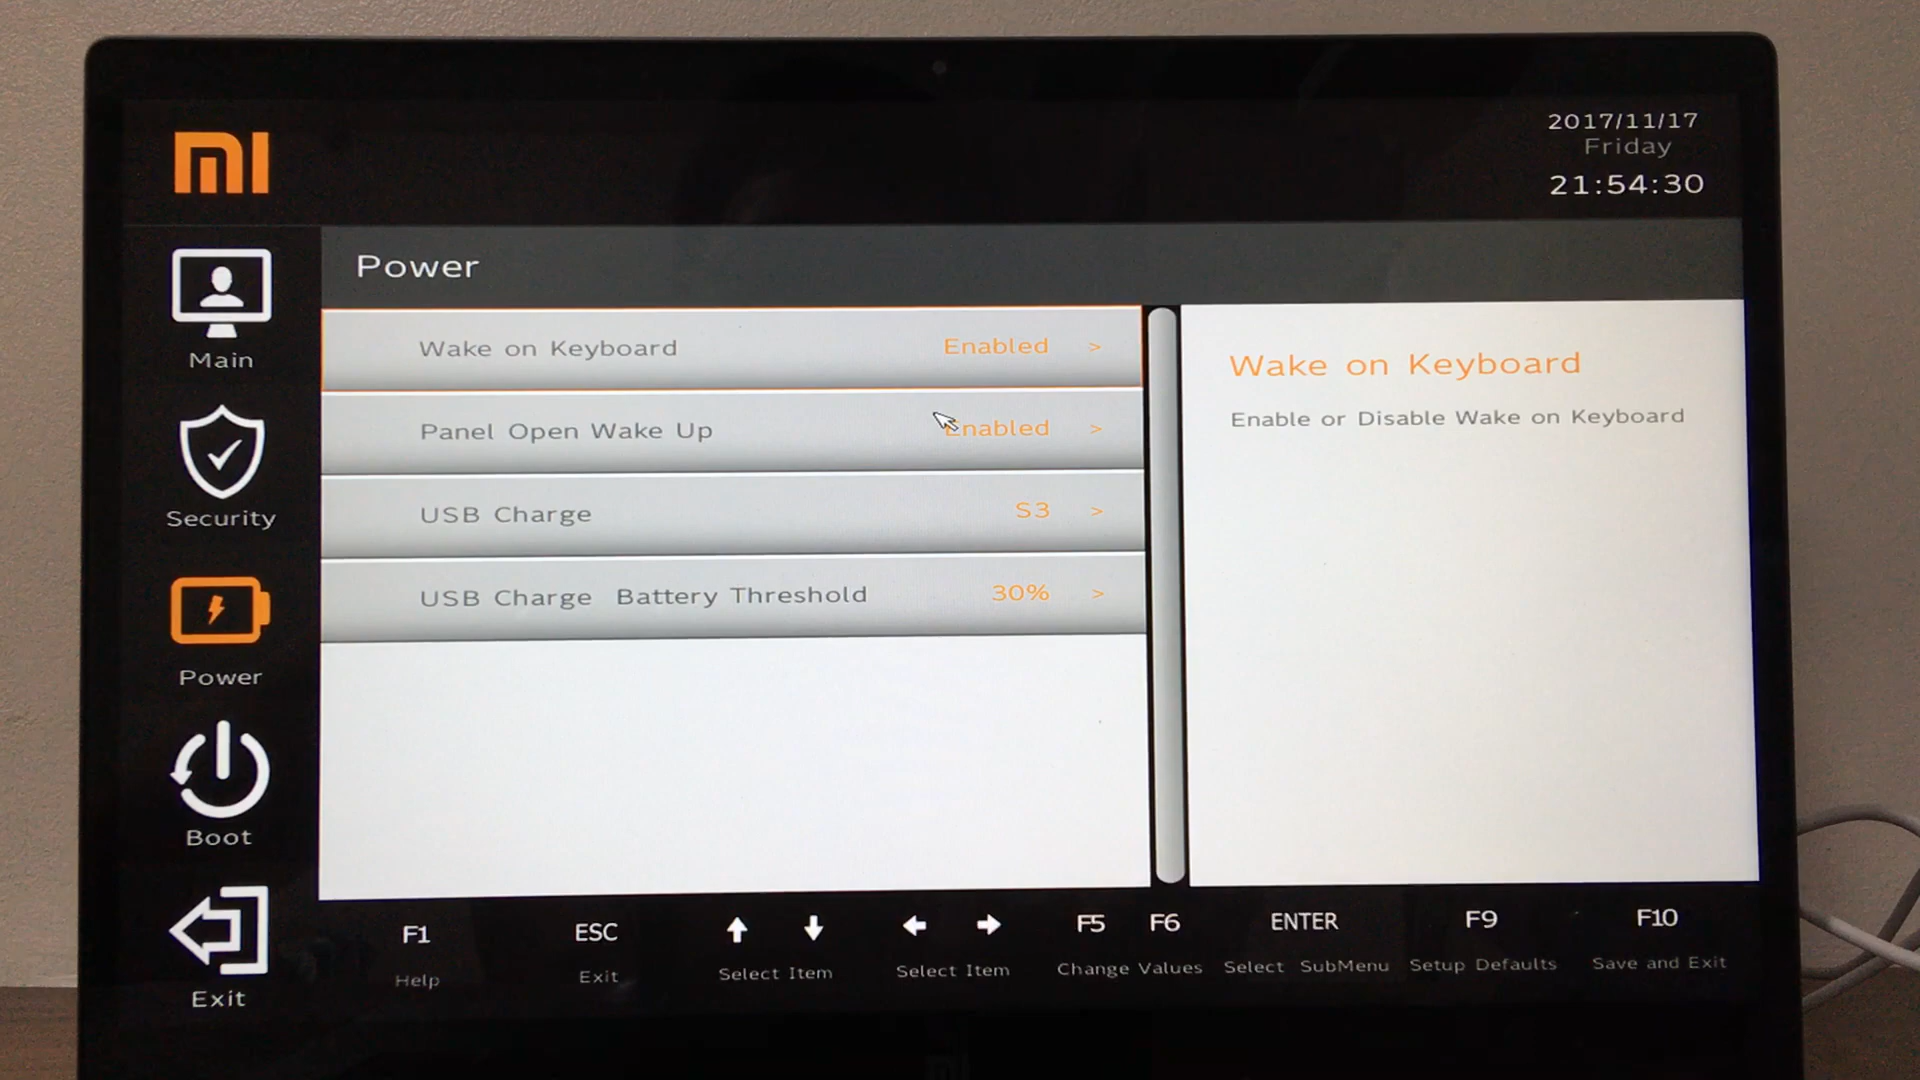 mi
2017/11/17
Friday
21:54:30
Main
Security
Power
Boot
Exit
Power
Wake on Keyboard Enabled >
Panel Open Wake Up Enabled >
USB Charge S3 >
USB Charge Battery Threshold 30% >
Wake on Keyboard
Enable or Disable Wake on Keyboard
F1 ESC F5 F6 ENTER F9 F10
Help Exit Select Item Select Item Change Values Select SubMenu Setup Defaults Save and Exit